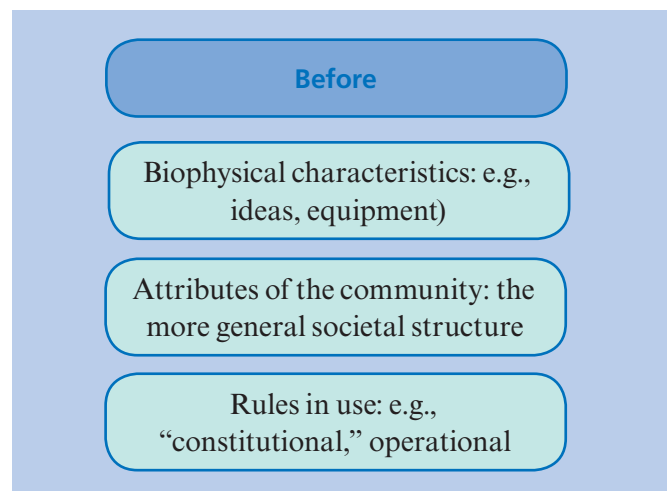 Before
Biophysical characteristics: e.g.,
ideas, equipment)
Attributes of the community: the
more general societal structure
Rules in use: e.g.,
“constitutional,” operational